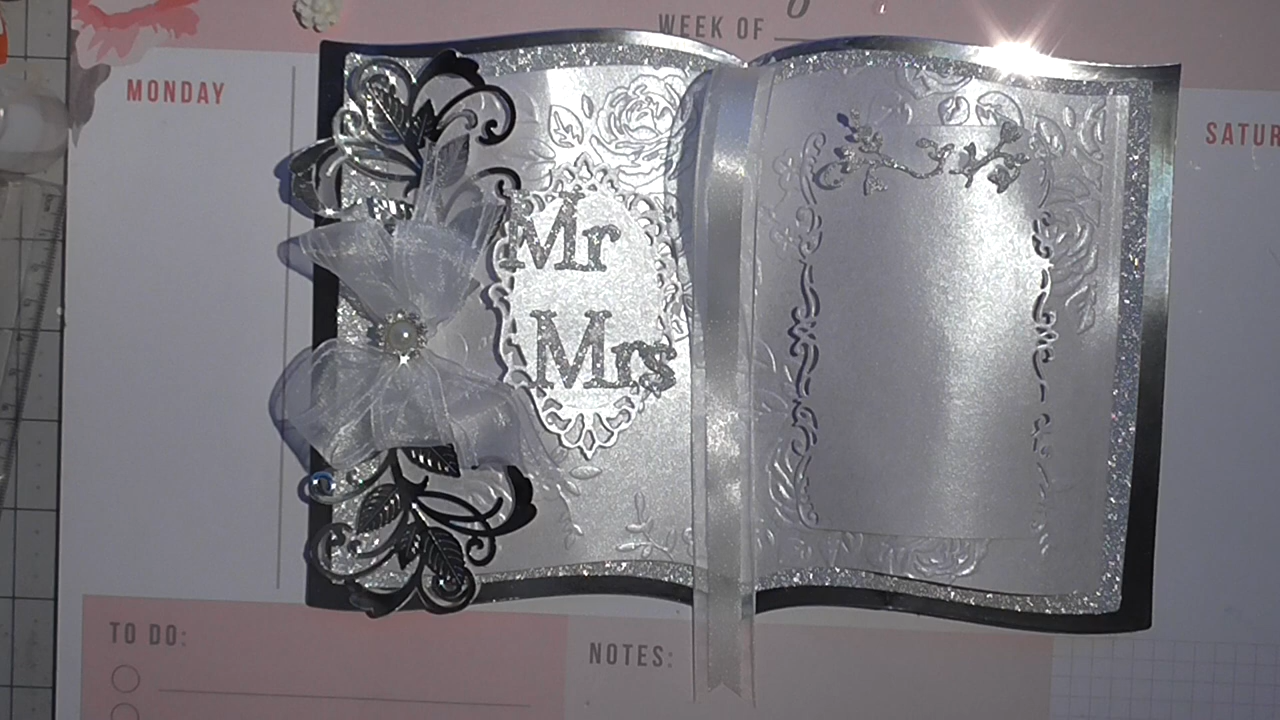 WEEK OF
MONDAY
SATUR
Mr
Mrs
TO DO:
NOTES: